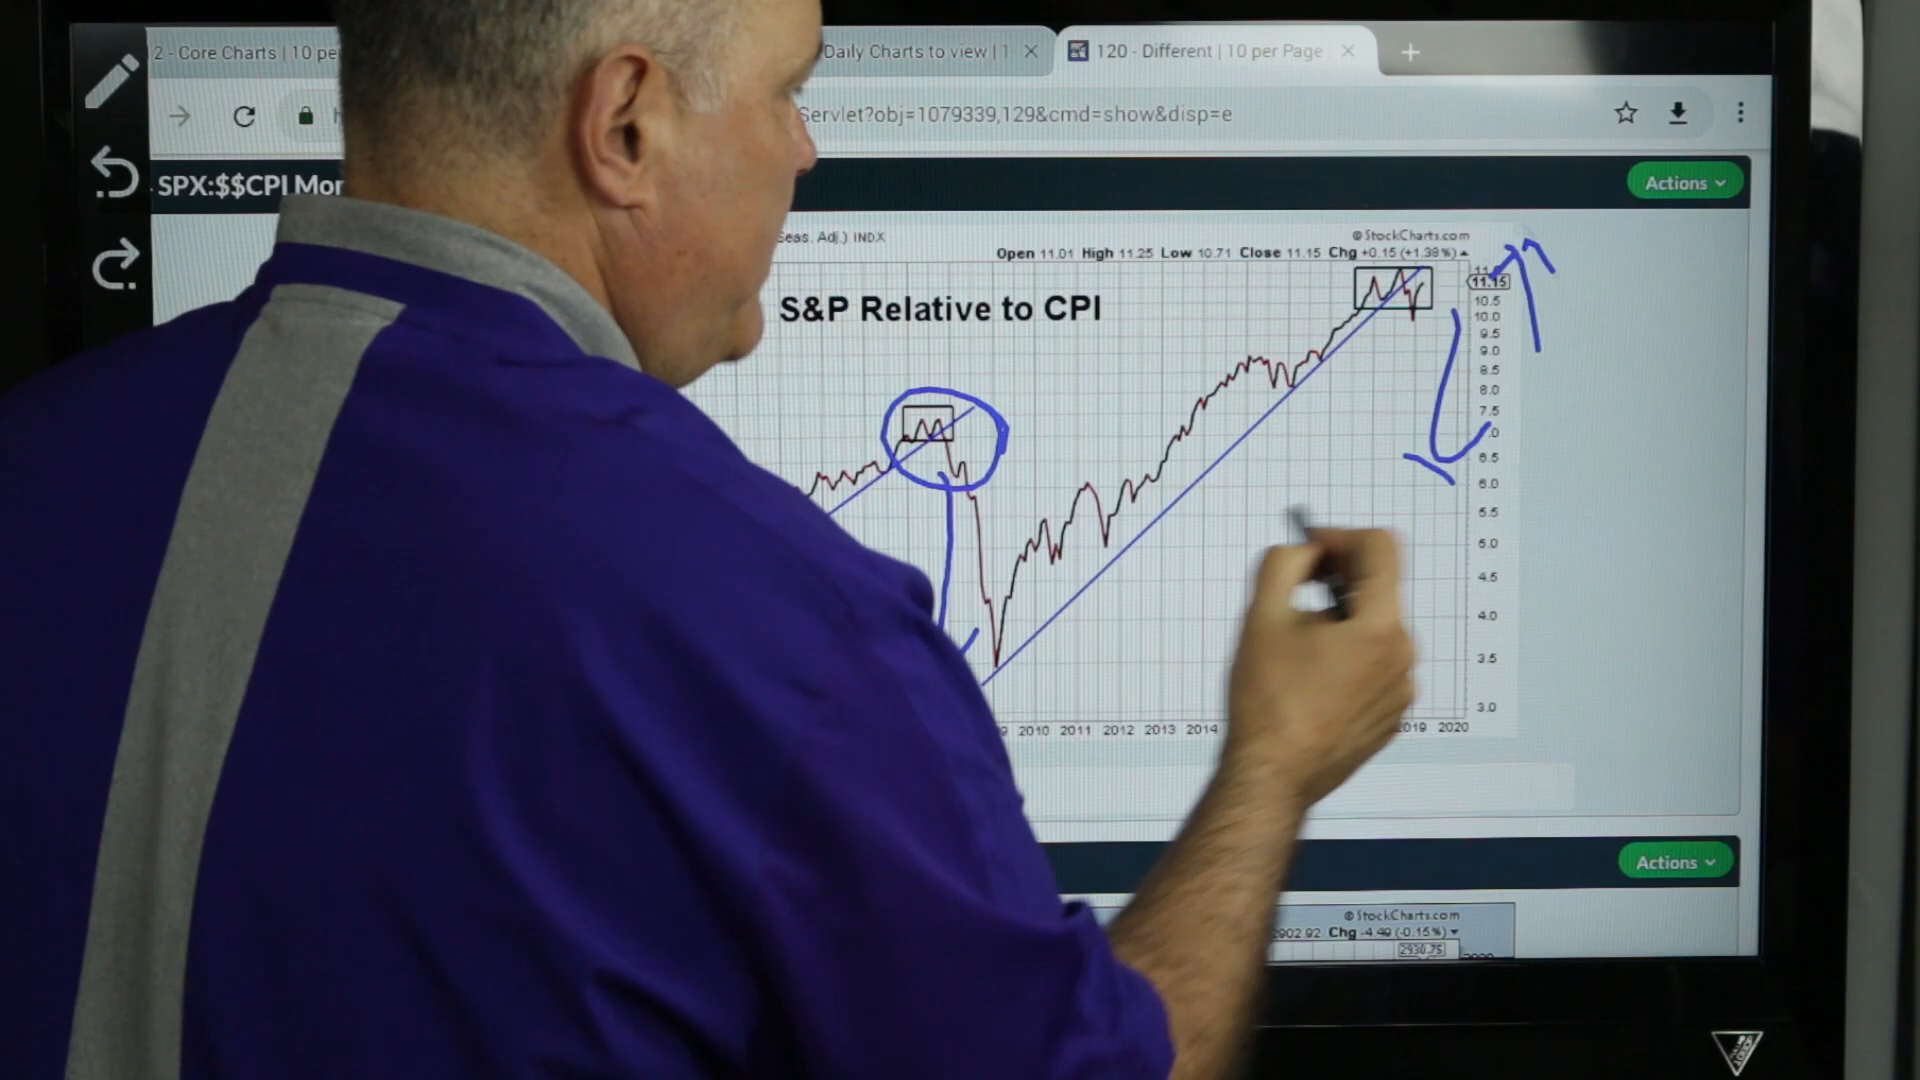 2 - Core Charts | 10 pe
Daily Charts to view | 1
120 - Different | 10 per Page
Servlet?obj=1079339,129&cmd=show&disp=e
SPX:$$CPI Mor
Actions
Seas. Adj.) INDX
©StockCharts.com
Open 11.01 High 11.25 Low 10.71 Close 11.15 Chg +0.15 (+1.38%)
S&P Relative to CPI
11.15
10.5
10.0
9.5
9.0
8.5
8.0
7.5
.0
6.5
6.0
5.5
5.0
4.5
4.0
3.5
3.0
9 2010 2011 2012 2013 2014 2019 2020
Actions
©StockCharts.com
2902.92 Chg -4.49 (-0.15%)
2930.75